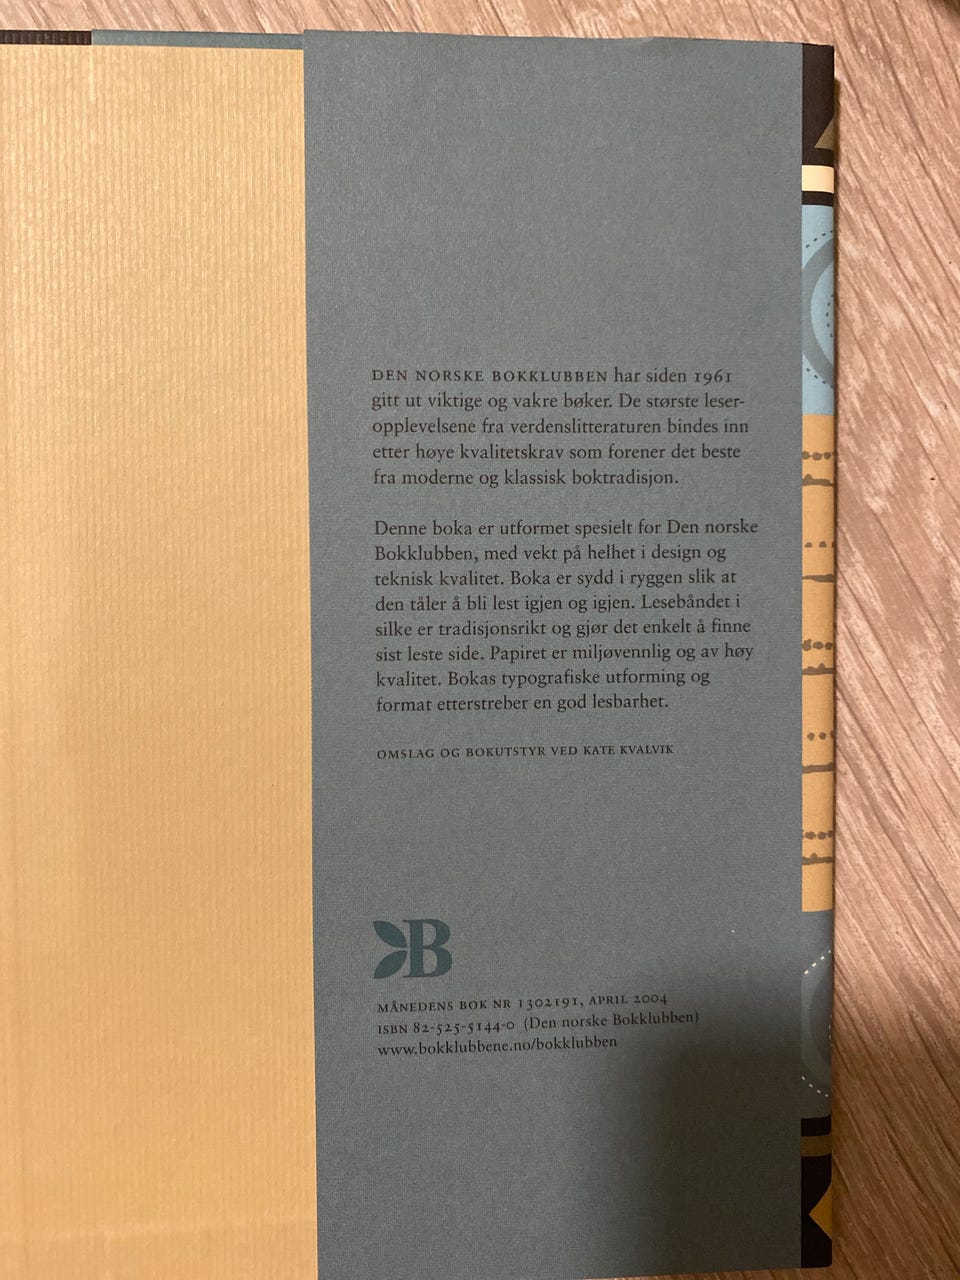 DEN NORSKE BOKKLUBBEN har siden 1961
gitt ut viktige og vakre bøker. De største leser-
opplevelsene fra verdenslitteraturen bindes inn
etter høye kvalitetskrav som forener det beste
fra moderne og klassisk boktradisjon.
Denne boka er utformet spesielt for Den norske
Bokklubben, med vekt på helhet i design og
teknisk kvalitet. Boka er sydd i ryggen slik at
den tåler å bli lest igjen og igjen. Lesebåndet i
silke er tradisjonsrikt og gjør det enkelt å finne
sist leste side. Papiret er miljøvennlig og av høy
kvalitet. Bokas typografiske utforming og
format etterstreber en god lesbarhet.
OMSLAG OG BOKUTSTYR VED KATE KVALVIK
B
MÅNEDENS BOK NR 1302191, APRIL 2004
ISBN 82-525-5144-0 (Den norske Bokklubben)
www.bokklubbene.no/bokklubben